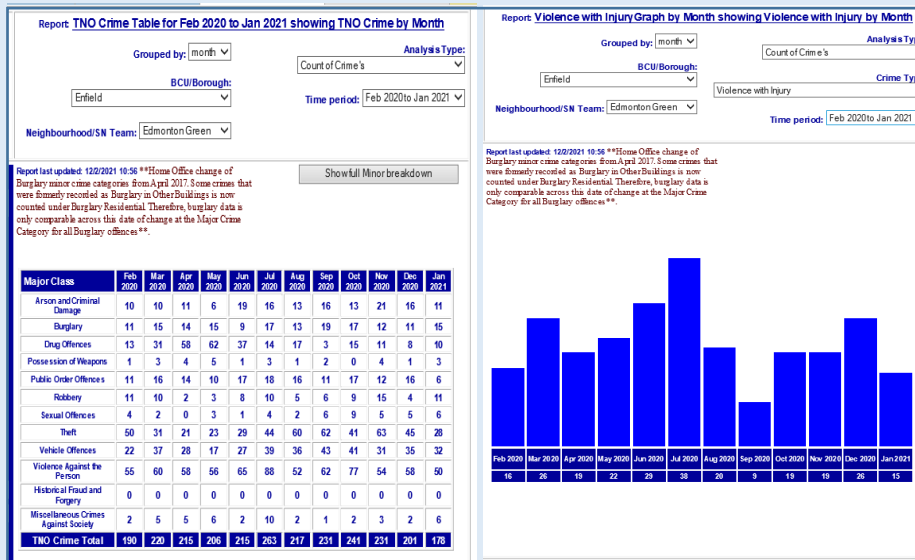 Report: TNO Crime Table for Feb 2020 to Jan 2021 showing TNO Crime by Month
Grouped by: month
Analysis Type:
Count of Crime's
BCU/Borough:
Enfield
Time period: Feb 2020to Jan 2021
Neighbourhood/SN Team: Edmonton Green
Report last updated: 12/2/2021 10:56 **Home Office change of
Burglary minor crime categories from April 2017. Some crimes that
were formerly recorded as Burglary in Other Buildings is now
counted under Burglary Residential. Therefore, burglary data is
only comparable across this date of change at the Major Crime
Category for all Burglary offences **.
Show full Minor breakdown
Major Class Feb 2020 Mar 2020 Apr 2020 May 2020 Jun 2020 Jul 2020 Aug 2020 Sep 2020 Oct 2020 Nov 2020 Dec 2020 Jan 2021
Arson and Criminal Damage 10 10 11 6 19 16 13 16 13 21 16 11
Burglary 11 15 14 15 9 17 13 19 17 12 11 15
Drug Offences 13 31 58 62 37 14 17 3 15 11 8 10
Possession of Weapons 1 3 4 5 1 3 1 2 0 4 1 3
Public Order Offences 11 16 14 10 17 18 16 11 17 12 16 6
Robbery 11 10 2 3 8 10 5 6 9 15 4 11
Sexual Offences 4 2 0 3 1 4 2 6 9 5 5 6
Theft 50 31 21 23 29 44 60 62 41 63 45 28
Vehicle Offences 22 37 28 17 27 39 36 43 41 31 35 32
Violence Against the Person 55 60 58 56 65 88 52 62 77 54 58 50
Historical Fraud and Forgery 0 0 0 0 0 0 0 0 0 0 0 0
Miscellaneous Crimes Against Society 2 5 5 6 2 10 2 1 2 3 2 6
TNO Crime Total 190 220 215 206 215 263 217 231 241 231 201 178
Report: Violence with Injury Graph by Month showing Violence with Injury by Month
Grouped by: month
Analysis Typ
Count of Crime's
BCU/Borough:
Enfield
Crime Typ
Violence with Injury
Neighbourhood/SN Team: Edmonton Green
Time period: Feb 2020to Jan 2021
Report last updated: 12/2/2021 10:56 **Home Office change of
Burglary minor crime categories from April 2017. Some crimes that
were formerly recorded as Burglary in Other Buildings is now
counted under Burglary Residential. Therefore, burglary data is
only comparable across this date of change at the Major Crime
Category for all Burglary offences **.
Feb 2020 Mar 2020 Apr 2020 May 2020 Jun 2020 Jul 2020 Aug 2020 Sep 2020 Oct 2020 Nov 2020 Dec 2020 Jan 2021
16 26 19 22 29 38 20 9 19 19 26 15